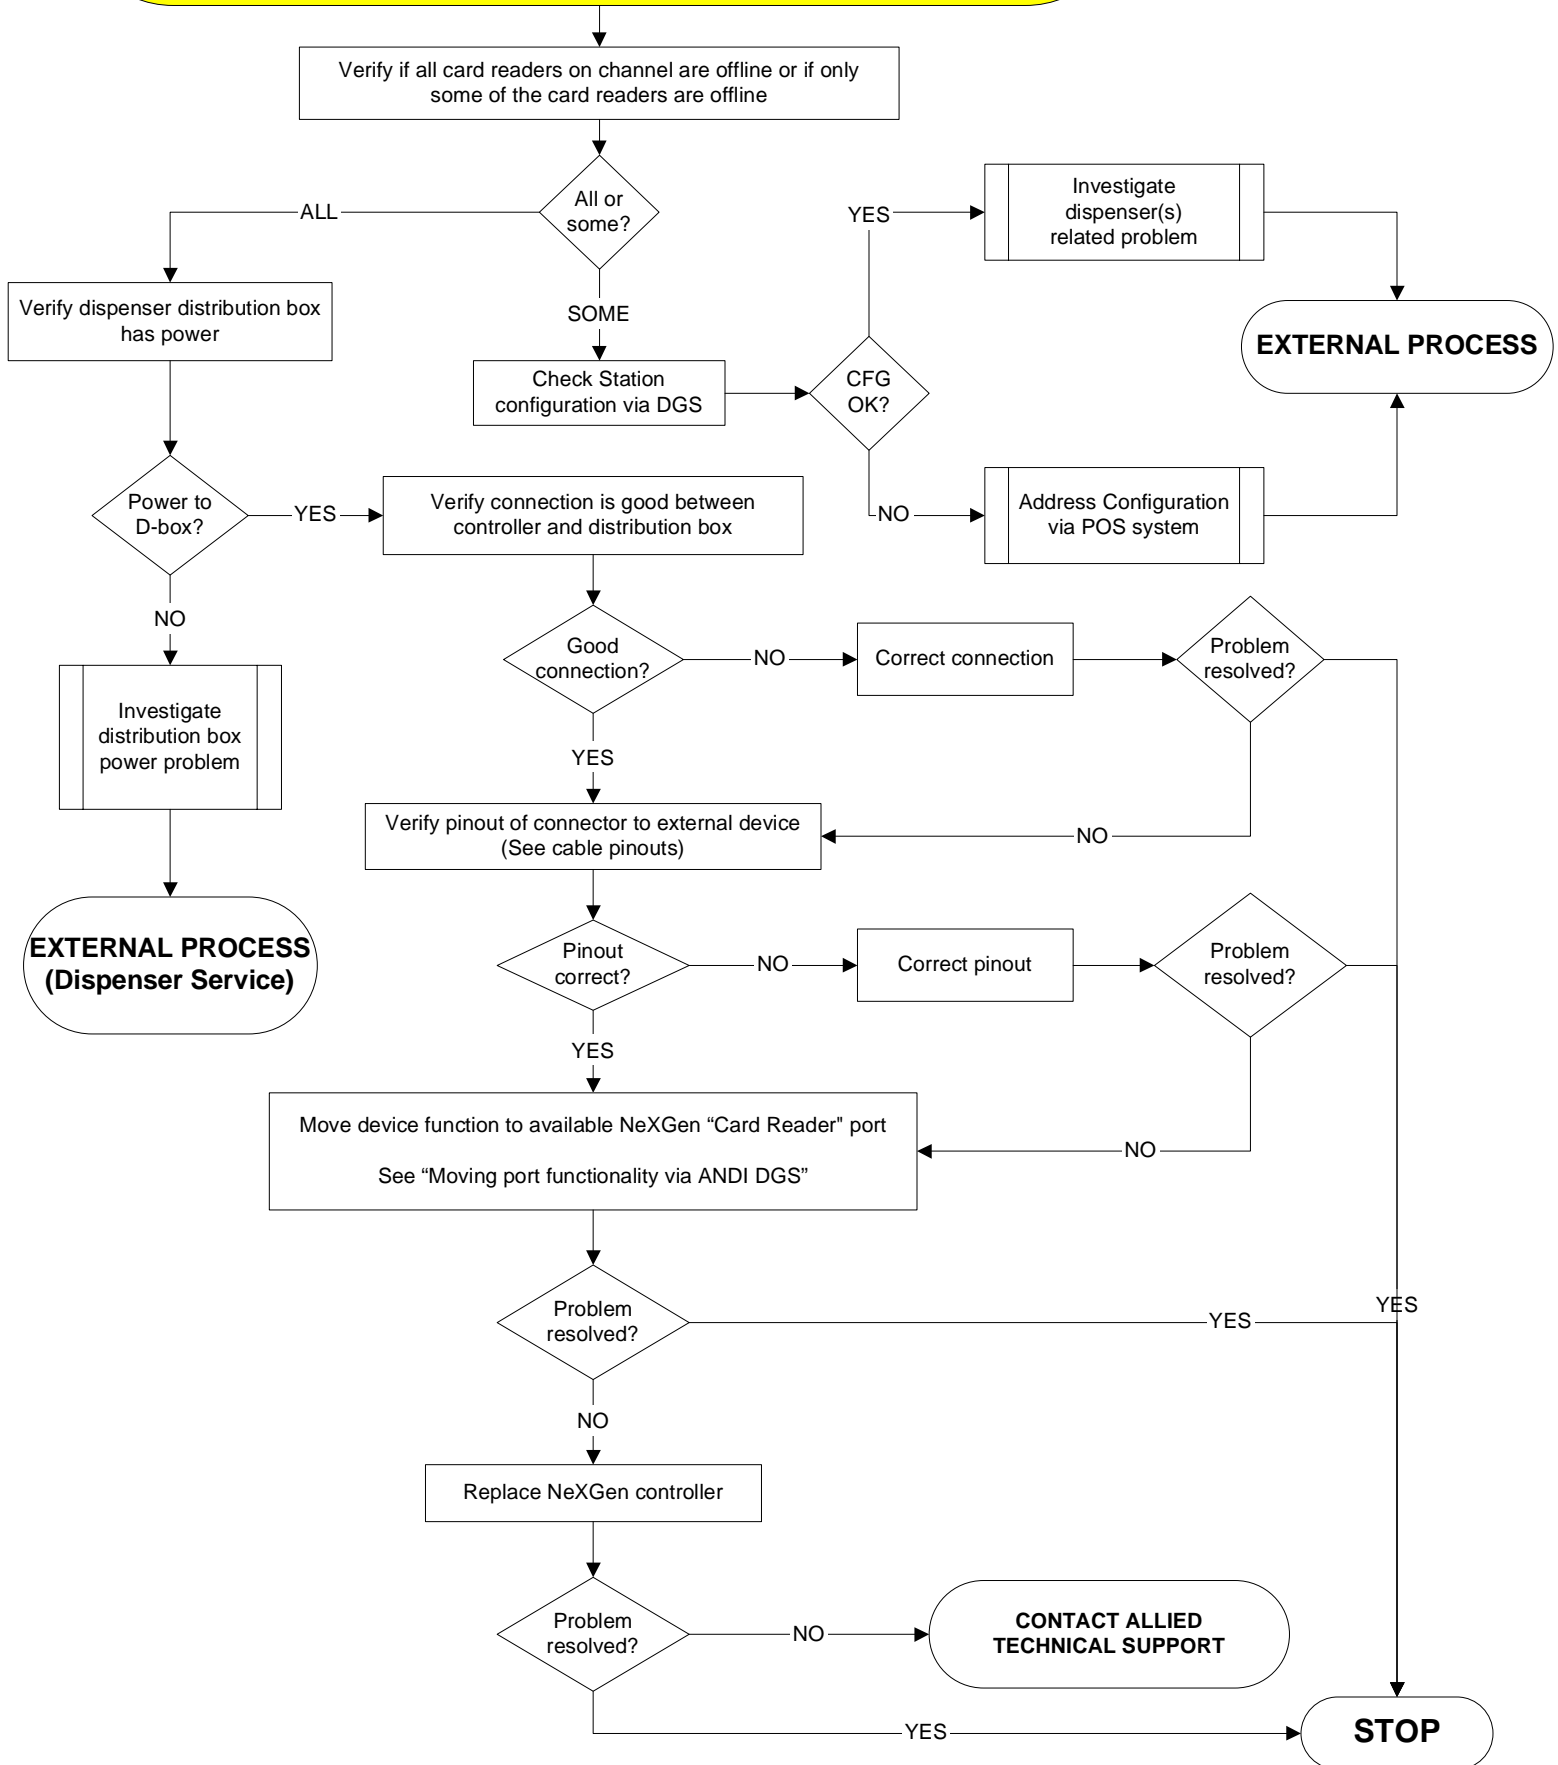 Verify if all card readers on channel are offline or if only
some of the card readers are offline
All or
some?
ALL
SOME
YES
Investigate
dispenser(s)
related problem
Verify dispenser distribution box
has power
EXTERNAL PROCESS
Check Station
configuration via DGS
CFG
OK?
Power to
D-box?
YES
Verify connection is good between
controller and distribution box
NO
Address Configuration
via POS system
NO
Good
connection?
NO
Correct connection
Problem
resolved?
Investigate
distribution box
power problem
YES
Verify pinout of connector to external device
(See cable pinouts)
NO
EXTERNAL PROCESS
(Dispenser Service)
Pinout
correct?
NO
Correct pinout
Problem
resolved?
YES
Move device function to available NeXGen “Card Reader" port
See “Moving port functionality via ANDI DGS”
NO
Problem
resolved?
YES
YES
NO
Replace NeXGen controller
Problem
resolved?
NO
CONTACT ALLIED
TECHNICAL SUPPORT
YES
STOP